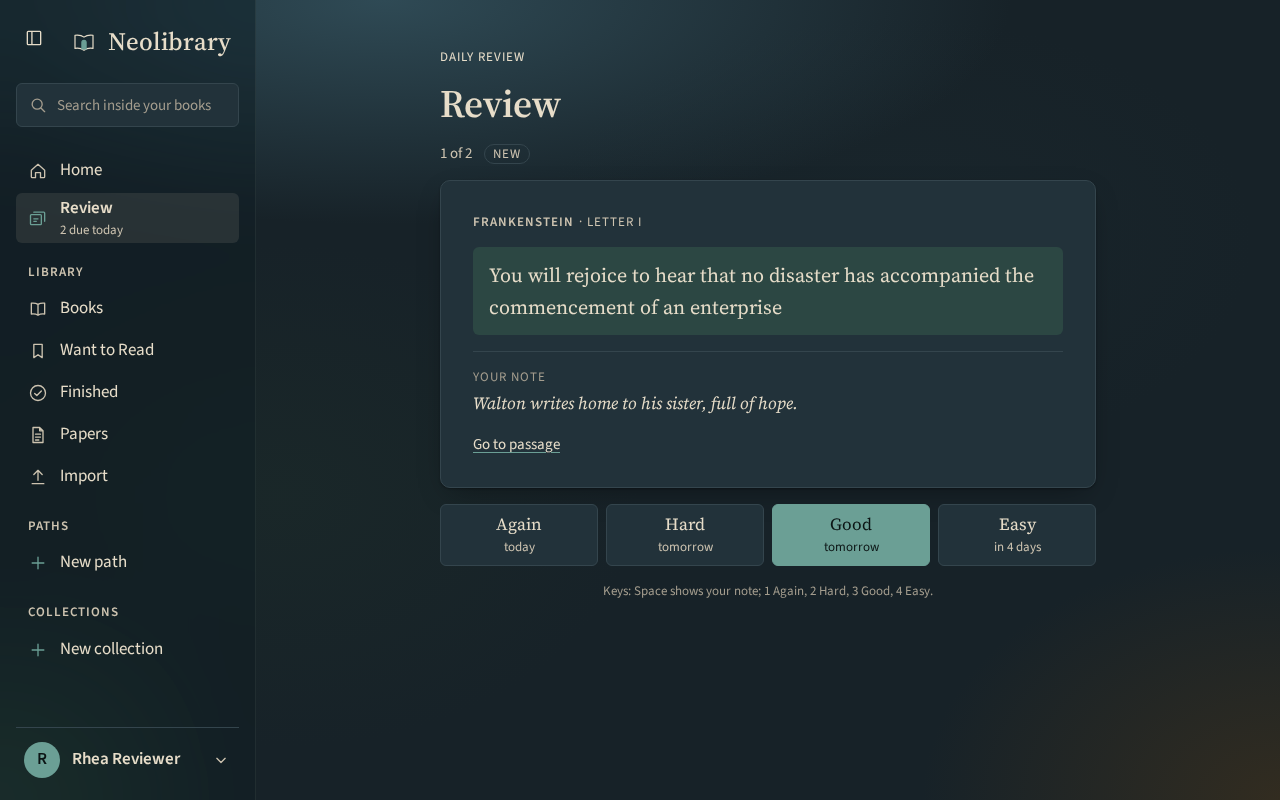 Neolibrary
Search inside your books
Home
Review
2 due today
LIBRARY
Books
Want to Read
Finished
Papers
Import
PATHS
New path
COLLECTIONS
New collection
R
Rhea Reviewer
DAILY REVIEW
Review
1 of 2 NEW
FRANKENSTEIN · LETTER I
You will rejoice to hear that no disaster has accompanied the
commencement of an enterprise
YOUR NOTE
Walton writes home to his sister, full of hope.
Go to passage
Again
today
Hard
tomorrow
Good
tomorrow
Easy
in 4 days
Keys: Space shows your note; 1 Again, 2 Hard, 3 Good, 4 Easy.